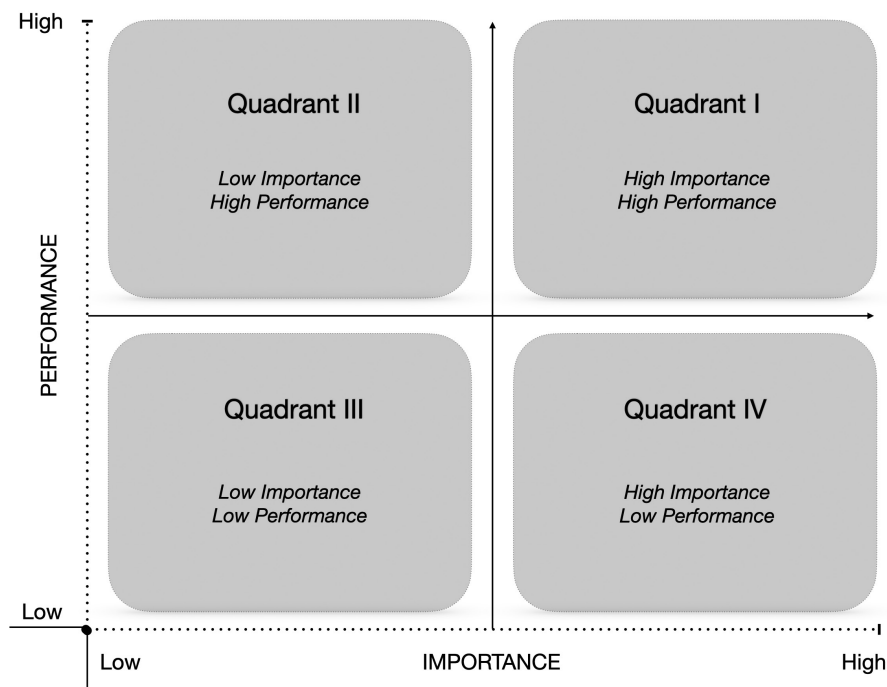 High
Quadrant II
Low Importance
High Performance
Quadrant I
High Importance
High Performance
PERFORMANCE
Quadrant III
Low Importance
Low Performance
Quadrant IV
High Importance
Low Performance
Low
Low
IMPORTANCE
High